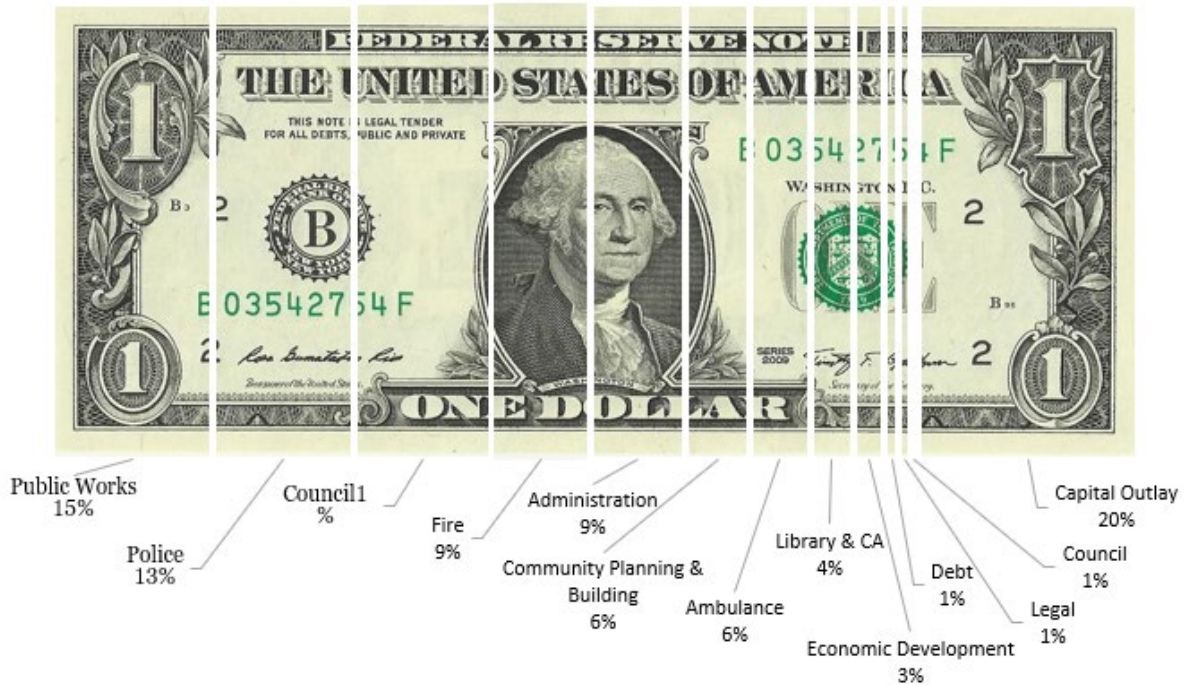 FEDERAL RESERVE NOTE
THE UNITED STATES OF AMERICA
THIS NOTE IS LEGAL TENDER
FOR ALL DEBTS, PUBLIC AND PRIVATE
1
1
B 03542754 F
WASHINGTON D.C.
B
2
2
B
B 03542754 F
2
2
SERIES
2009
WASHINGTON
1
1
ONE DOLLAR
Public Works
15%
Police
13%
Council1
%
Fire
9%
Administration
9%
Community Planning &
Building
6%
Ambulance
6%
Library & CA
4%
Economic Development
3%
Debt
1%
Legal
1%
Council
1%
Capital Outlay
20%